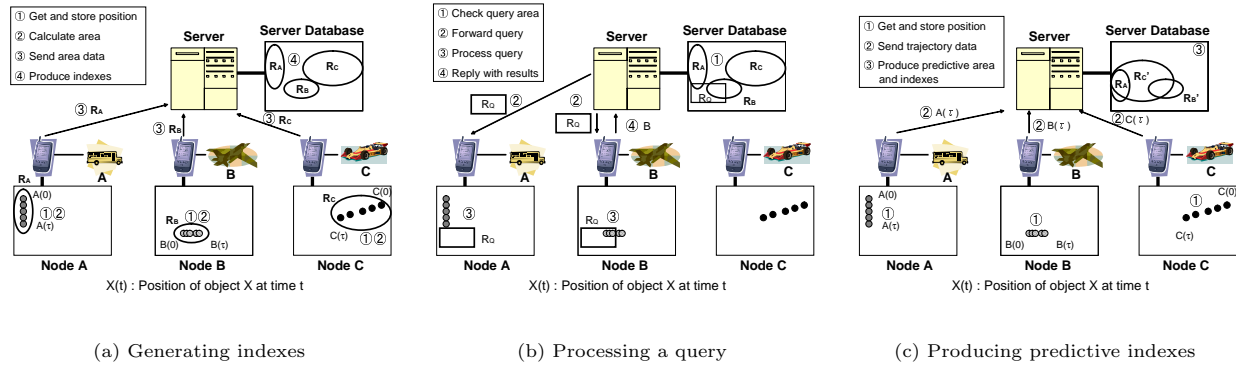 ① Get and store position
② Calculate area
③ Send area data
④ Produce indexes
Server
Server Database
④
RA
RB
RC
③ RA
③ RB
③ RC
A
B
C
RA
A(0)
①②
A(τ)
RB
①②
B(0)
B(τ)
RC
C(0)
C(τ)
①②
Node A
Node B
Node C
X(t) : Position of object X at time t
(a) Generating indexes
① Check query area
② Forward query
③ Process query
④ Reply with results
Server
Server Database
①
RA
RC
RQ
RB
RQ
②
②
RQ
④ B
A
B
C
③
RQ
RQ
③
Node A
Node B
Node C
X(t) : Position of object X at time t
(b) Processing a query
① Get and store position
② Send trajectory data
③ Produce predictive area
and indexes
Server
Server Database
③
RA
RC'
RB'
② A(τ)
② B(τ)
② C(τ)
A
B
C
A(0)
①
A(τ)
①
B(0)
B(τ)
C(0)
①
C(τ)
Node A
Node B
Node C
X(t) : Position of object X at time t
(c) Producing predictive indexes